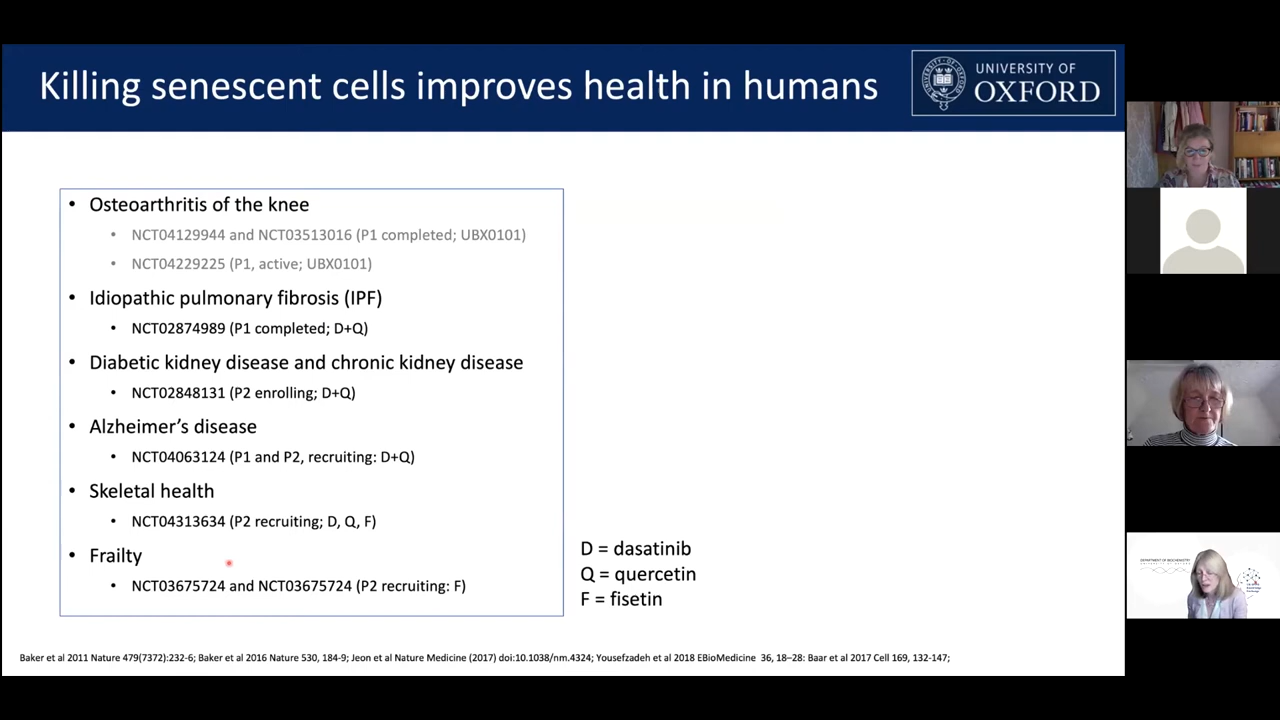 Killing senescent cells improves health in humans
UNIVERSITY OF
OXFORD
• Osteoarthritis of the knee
• NCT04129944 and NCT03513016 (P1 completed; UBX0101)
• NCT04229225 (P1, active; UBX0101)
• Idiopathic pulmonary fibrosis (IPF)
• NCT02874989 (P1 completed; D+Q)
• Diabetic kidney disease and chronic kidney disease
• NCT02848131 (P2 enrolling; D+Q)
• Alzheimer’s disease
• NCT04063124 (P1 and P2, recruiting: D+Q)
• Skeletal health
• NCT04313634 (P2 recruiting; D, Q, F)
• Frailty
• NCT03675724 and NCT03675724 (P2 recruiting: F)
D = dasatinib
Q = quercetin
F = fisetin
Baker et al 2011 Nature 479(7372):232-6; Baker et al 2016 Nature 530, 184-9; Jeon et al Nature Medicine (2017) doi:10.1038/nm.4324; Yousefzadeh et al 2018 EBioMedicine 36, 18–28: Baar et al 2017 Cell 169, 132-147;
DEPARTMENT OF BIOCHEMISTRY